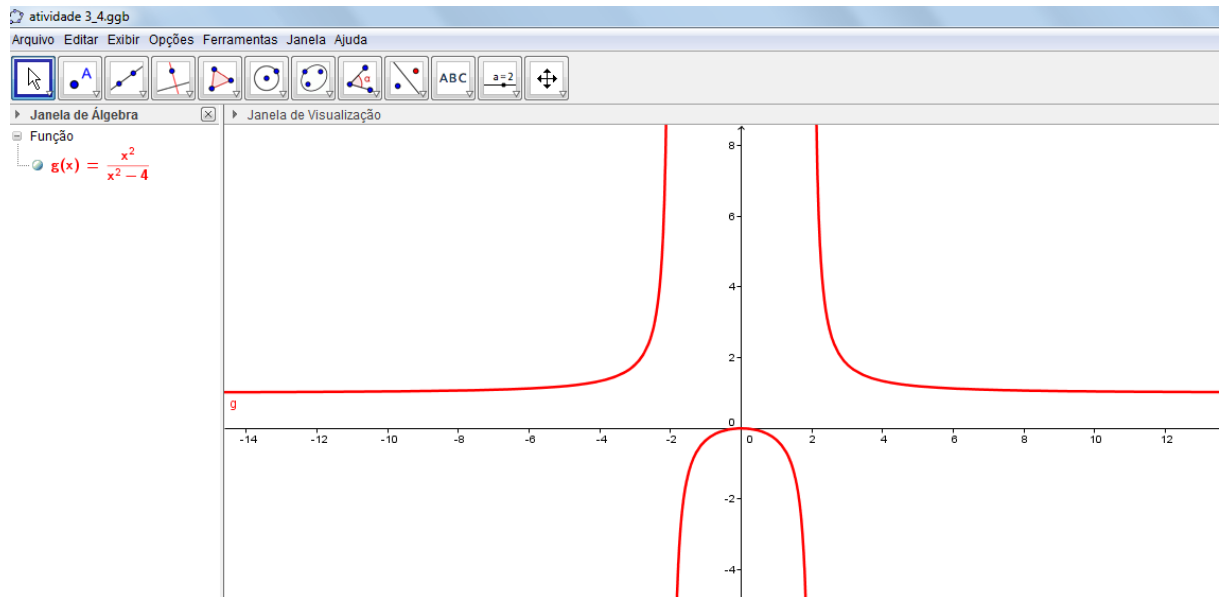 atividade 3_4.ggb
Arquivo Editar Exibir Opções Ferramentas Janela Ajuda
A α ABC a=2
Janela de Álgebra
Janela de Visualização
Função
g(x) = x² / (x² − 4)
g
8
6
4
2
0
-2
-4
-14 -12 -10 -8 -6 -4 -2 0 2 4 6 8 10 12